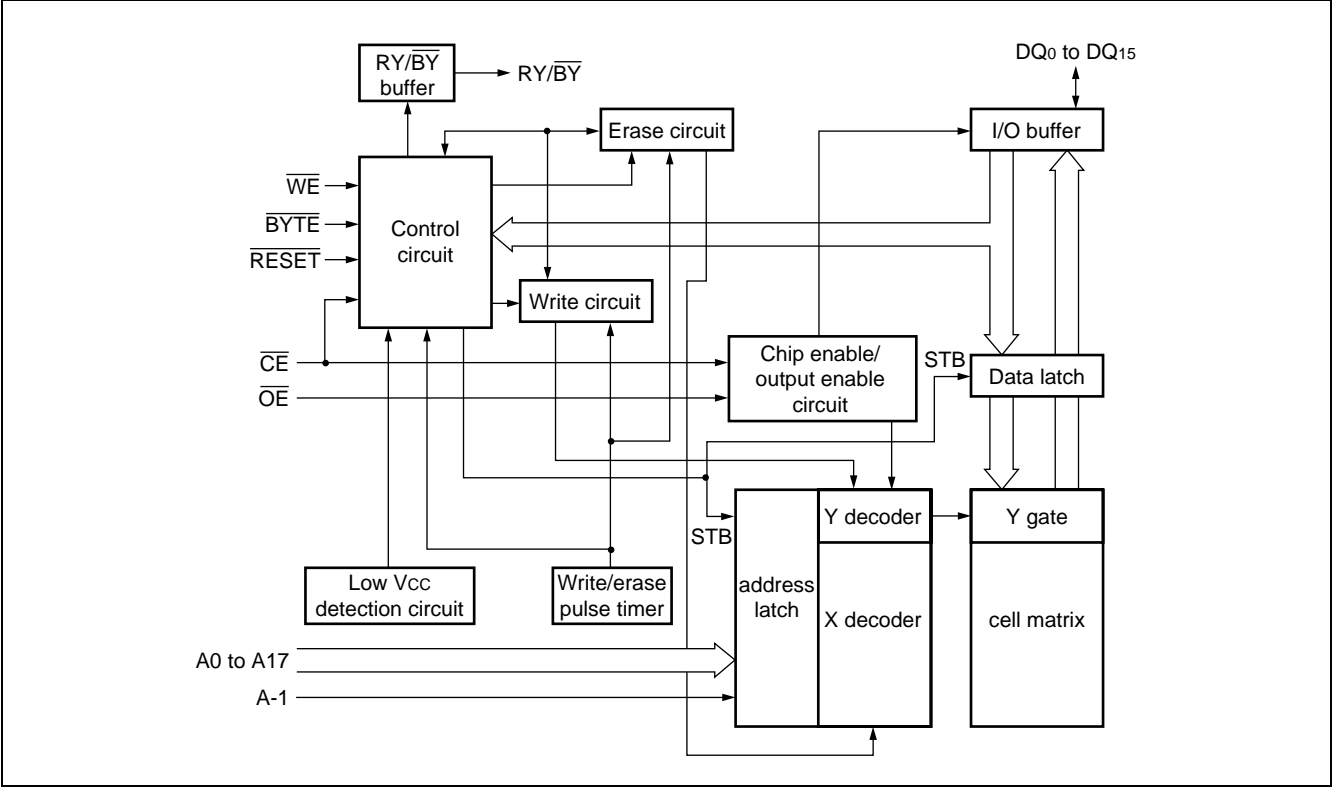 RY/BY
buffer
RY/BY
DQ0 to DQ15
Erase circuit
I/O buffer
WE
BYTE
RESET
Control
circuit
Write circuit
CE
OE
Chip enable/
output enable
circuit
STB
Data latch
STB
Y decoder
Y gate
Low VCC
detection circuit
Write/erase
pulse timer
address
latch
X decoder
cell matrix
A0 to A17
A-1